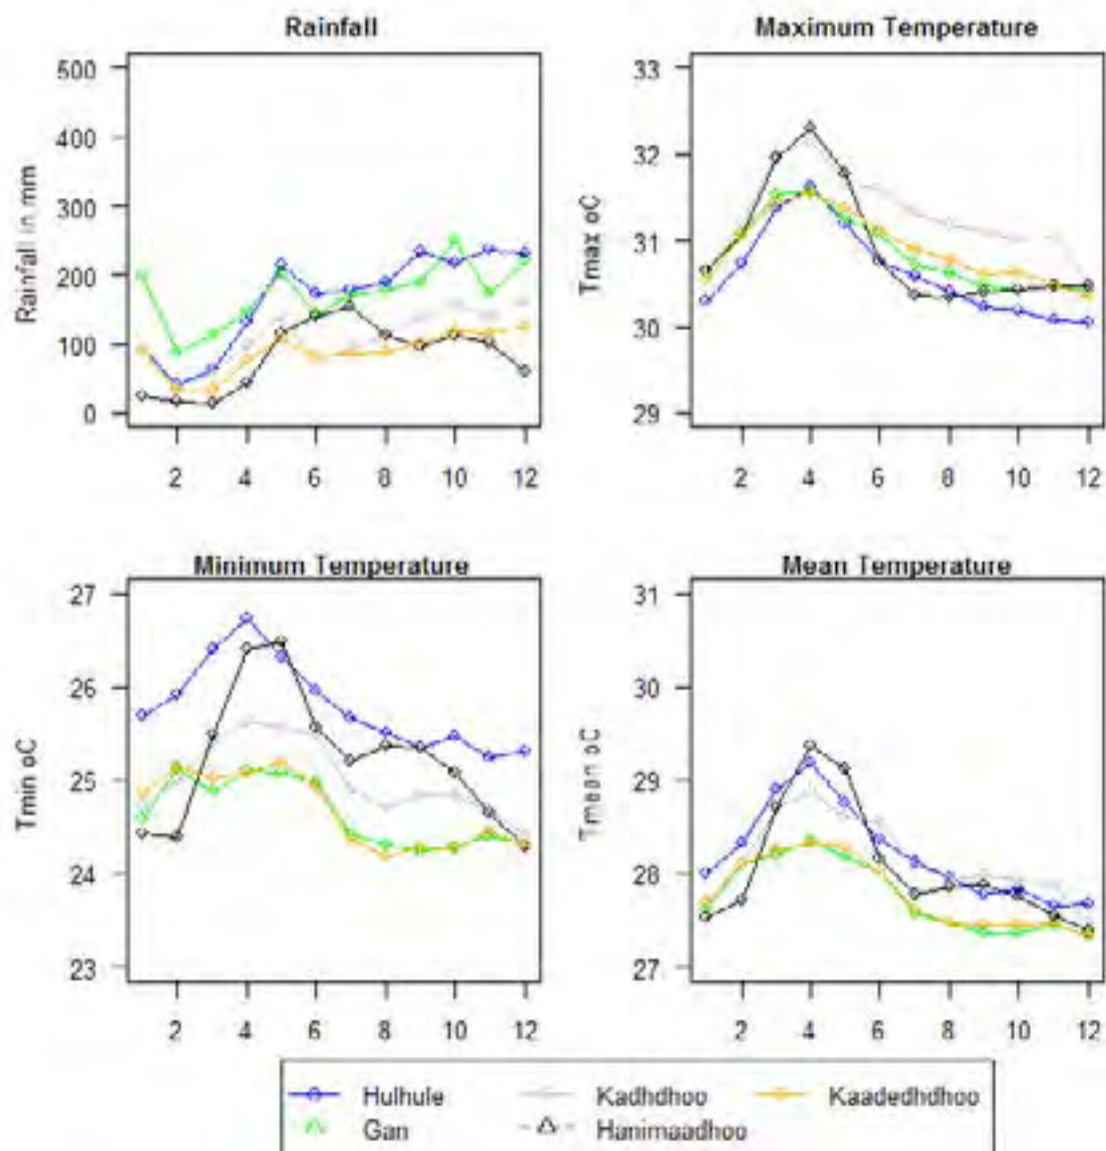 Rainfall
500
400
300
200
100
0
Rainfall in mm
2 4 6 8 10 12
Maximum Temperature
33
32
31
30
29
Tmax oC
2 4 6 8 10 12
Minimum Temperature
27
26
25
24
23
Tmin oC
2 4 6 8 10 12
Mean Temperature
31
30
29
28
27
Tmean oC
2 4 6 8 10 12
Hulhule Kadhdhoo Kaadedhdhoo
Gan Hanimaadhoo